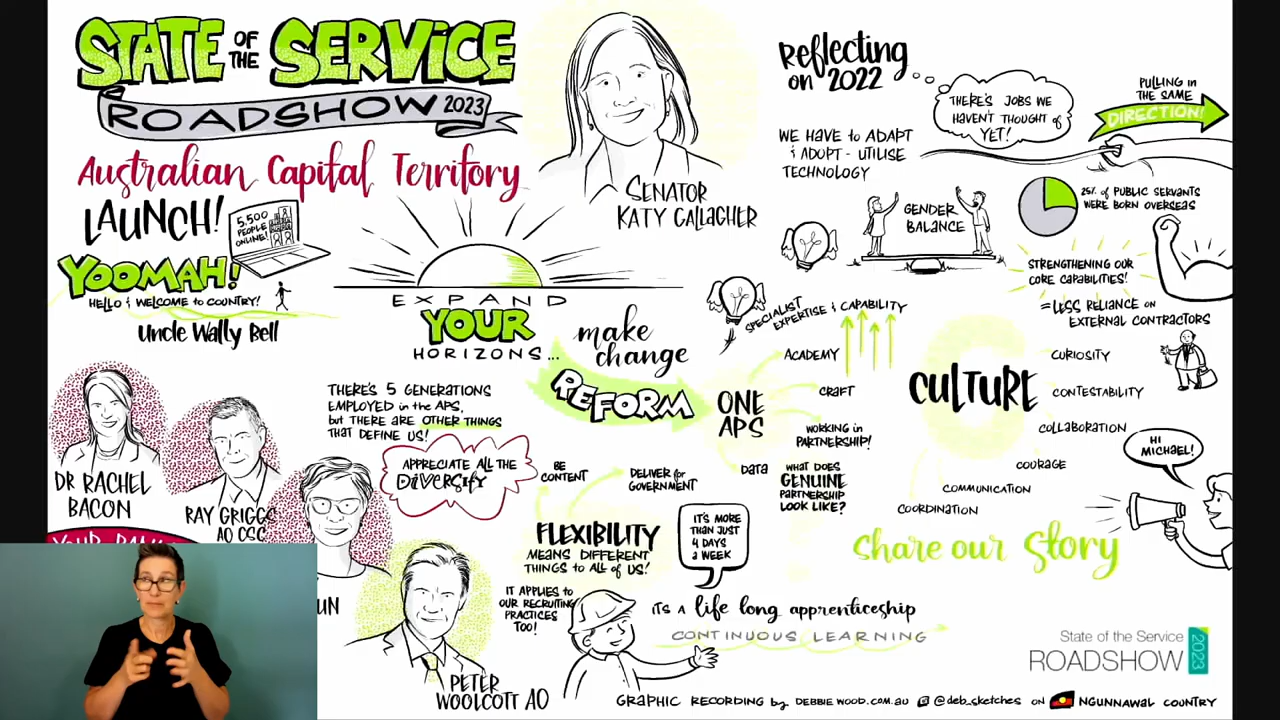 STATE OF THE SERVICE
ROADSHOW 2023
Australian Capital Territory
LAUNCH!
5,500
PEOPLE
ONLINE!
YOOMAH!
HELLO & WELCOME to COUNTRY!
Uncle Wally Bell
SENATOR
KATY GALLAGHER
EXPAND
YOUR
HORIZONS...
Reflecting
on 2022
THERE'S JOBS WE
HAVEN'T THOUGHT of
YET!
PULLING in
THE SAME
DIRECTION!
WE HAVE to ADAPT
& ADOPT - UTILISE
TECHNOLOGY
GENDER
BALANCE
25% of PUBLIC SERVANTS
WERE BORN OVERSEAS
STRENGTHENING OUR
CORE CAPABILITIES!
= LESS RELIANCE ON
EXTERNAL CONTRACTORS
make
change
REFORM
ONE
APS
SPECIALIST
EXPERTISE & CAPABILITY
ACADEMY
CRAFT
WORKING in
PARTNERSHIP!
DATA
WHAT DOES
GENUINE
PARTNERSHIP
LOOK LIKE?
CULTURE
CURIOSITY
CONTESTABILITY
COLLABORATION
COURAGE
COMMUNICATION
COORDINATION
HI
MICHAEL!
Share our Story
THERE'S 5 GENERATIONS
EMPLOYED in the APS,
but THERE ARE OTHER THINGS
THAT DEFINE US!
APPRECIATE ALL THE
DIVERSITY
BE
CONTENT
DELIVER for
GOVERNMENT
FLEXIBILITY
MEANS DIFFERENT
THINGS to ALL of US!
IT'S MORE
THAN JUST
4 DAYS
a WEEK
IT APPLIES to
OUR RECRUITING
PRACTICES
TOO!
ITS A life long apprenticeship
CONTINUOUS LEARNING
DR RACHEL
BACON
RAY GRIGGS
AO CSC
UN
PETER
WOOLCOTT AO
State of the Service
ROADSHOW 2023
GRAPHIC RECORDING by DEBBIE WOOD.COM.AU @deb_sketches ON NGUNNAWAL COUNTRY